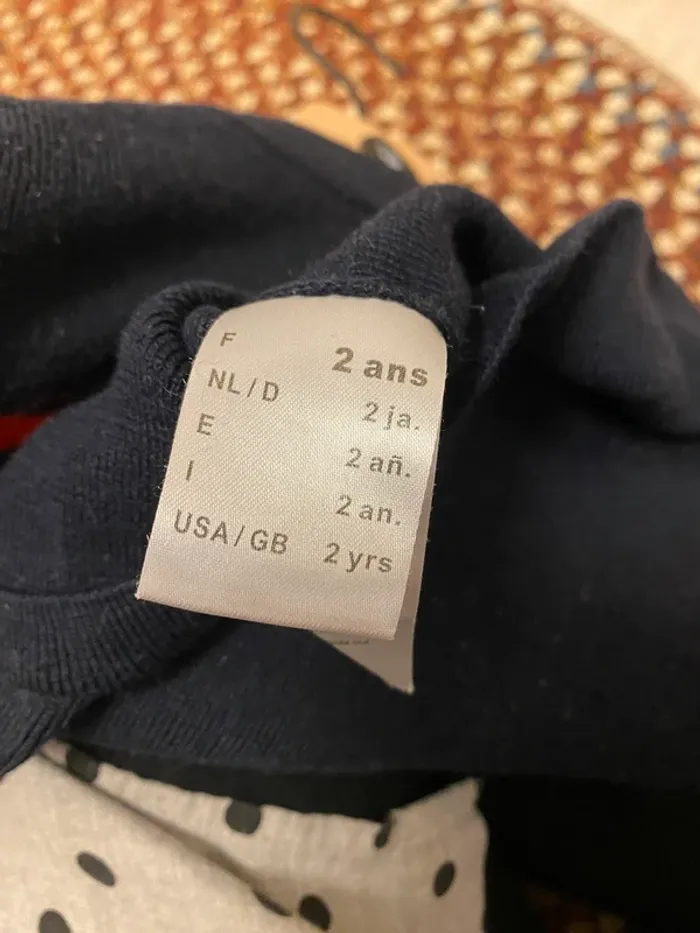 F 2 ans
NL/D 2 ja.
E 2 añ.
I 2 an.
USA/GB 2 yrs